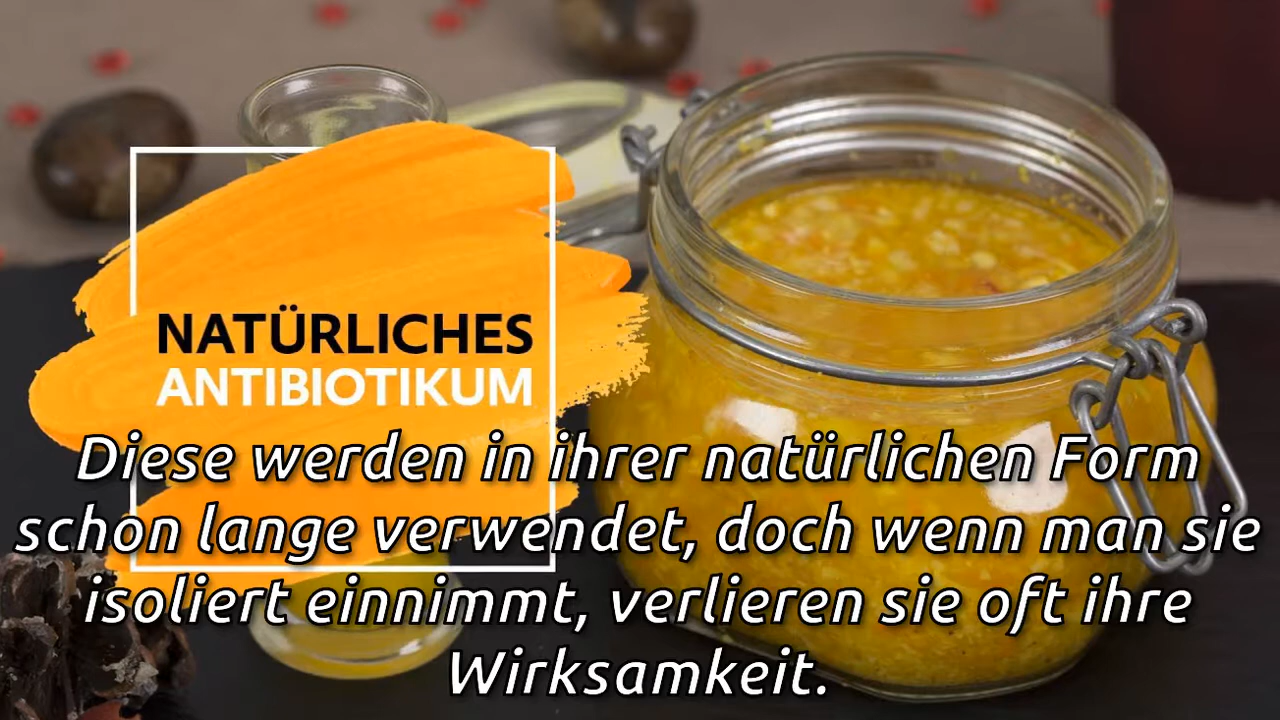 NATÜRLICHES
ANTIBIOTIKUM
Diese werden in ihrer natürlichen Form
schon lange verwendet, doch wenn man sie
isoliert einnimmt, verlieren sie oft ihre
Wirksamkeit.